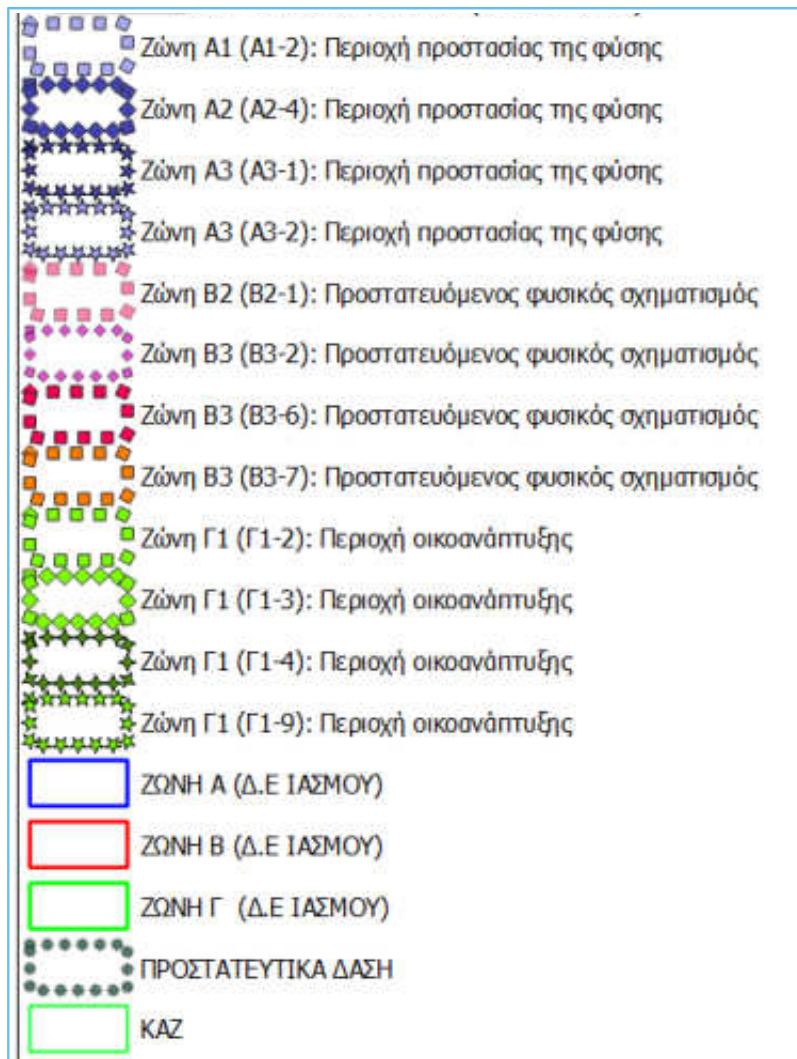 Ζώνη Α1 (Α1-2): Περιοχή προστασίας της φύσης
Ζώνη Α2 (Α2-4): Περιοχή προστασίας της φύσης
Ζώνη Α3 (Α3-1): Περιοχή προστασίας της φύσης
Ζώνη Α3 (Α3-2): Περιοχή προστασίας της φύσης
Ζώνη Β2 (Β2-1): Προστατευόμενος φυσικός σχηματισμός
Ζώνη Β3 (Β3-2): Προστατευόμενος φυσικός σχηματισμός
Ζώνη Β3 (Β3-6): Προστατευόμενος φυσικός σχηματισμός
Ζώνη Β3 (Β3-7): Προστατευόμενος φυσικός σχηματισμός
Ζώνη Γ1 (Γ1-2): Περιοχή οικοανάπτυξης
Ζώνη Γ1 (Γ1-3): Περιοχή οικοανάπτυξης
Ζώνη Γ1 (Γ1-4): Περιοχή οικοανάπτυξης
Ζώνη Γ1 (Γ1-9): Περιοχή οικοανάπτυξης
ΖΩΝΗ Α (Δ.Ε ΙΑΣΜΟΥ)
ΖΩΝΗ Β (Δ.Ε ΙΑΣΜΟΥ)
ΖΩΝΗ Γ (Δ.Ε ΙΑΣΜΟΥ)
ΠΡΟΣΤΑΤΕΥΤΙΚΑ ΔΑΣΗ
ΚΑΖ